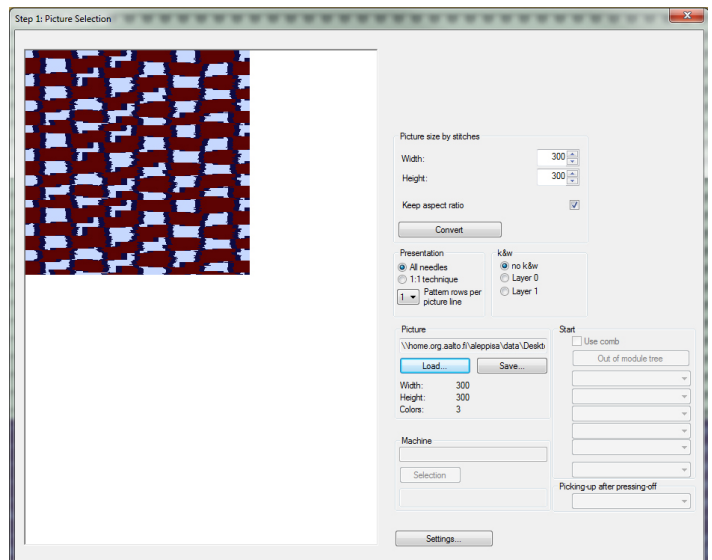 Step 1: Picture Selection
Picture size by stitches
Width: 300
Height: 300
Keep aspect ratio
Convert
Presentation
All needles
1:1 technique
1 Pattern rows per
picture line
k&w
no k&w
Layer 0
Layer 1
Picture
\\home.org.aalto.fi\aleppisa\data\Deskt
Load... Save...
Width: 300
Height: 300
Colors: 3
Machine
Selection
Start
Use comb
Out of module tree
Picking-up after pressing-off
Settings...